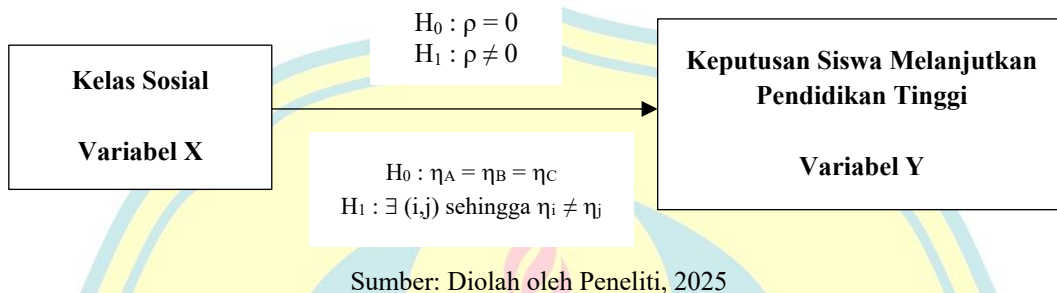 H₀ : ρ = 0
H₁ : ρ ≠ 0
Kelas Sosial
Variabel X
Keputusan Siswa Melanjutkan
Pendidikan Tinggi
Variabel Y
H₀ : ηA = ηB = ηC
H₁ : ∃ (i,j) sehingga ηᵢ ≠ ηⱼ
Sumber: Diolah oleh Peneliti, 2025